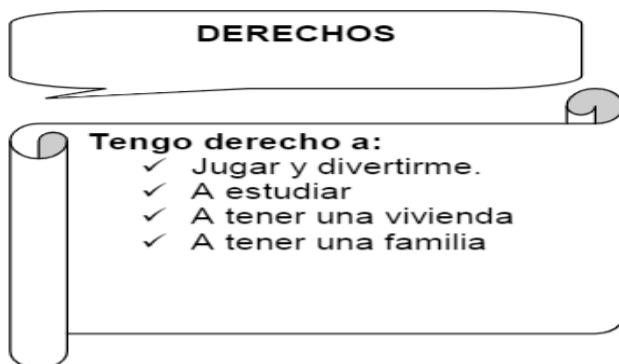 DERECHOS
Tengo derecho a:
✓ Jugar y divertirme.
✓ A estudiar
✓ A tener una vivienda
✓ A tener una familia